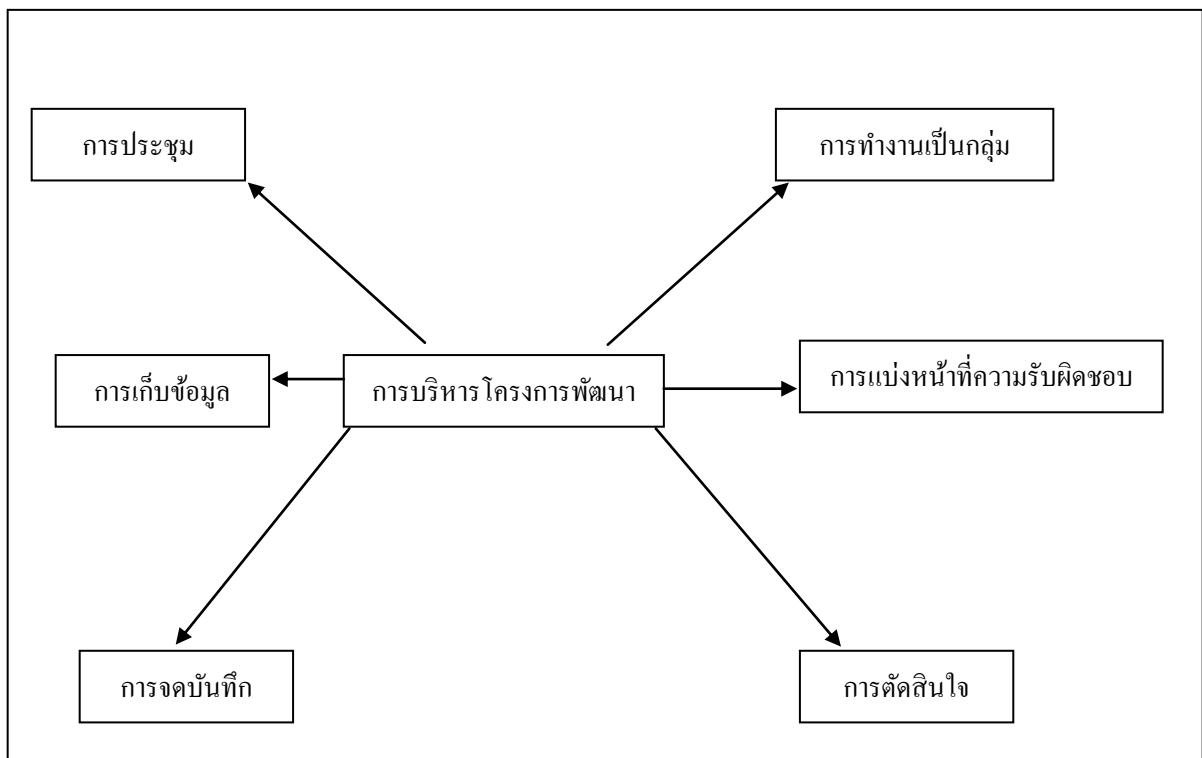 การประชุม
การทำงานเป็นกลุ่ม
การเก็บข้อมูล
การบริหารโครงการพัฒนา
การแบ่งหน้าที่ความรับผิดชอบ
การจดบันทึก
การตัดสินใจ